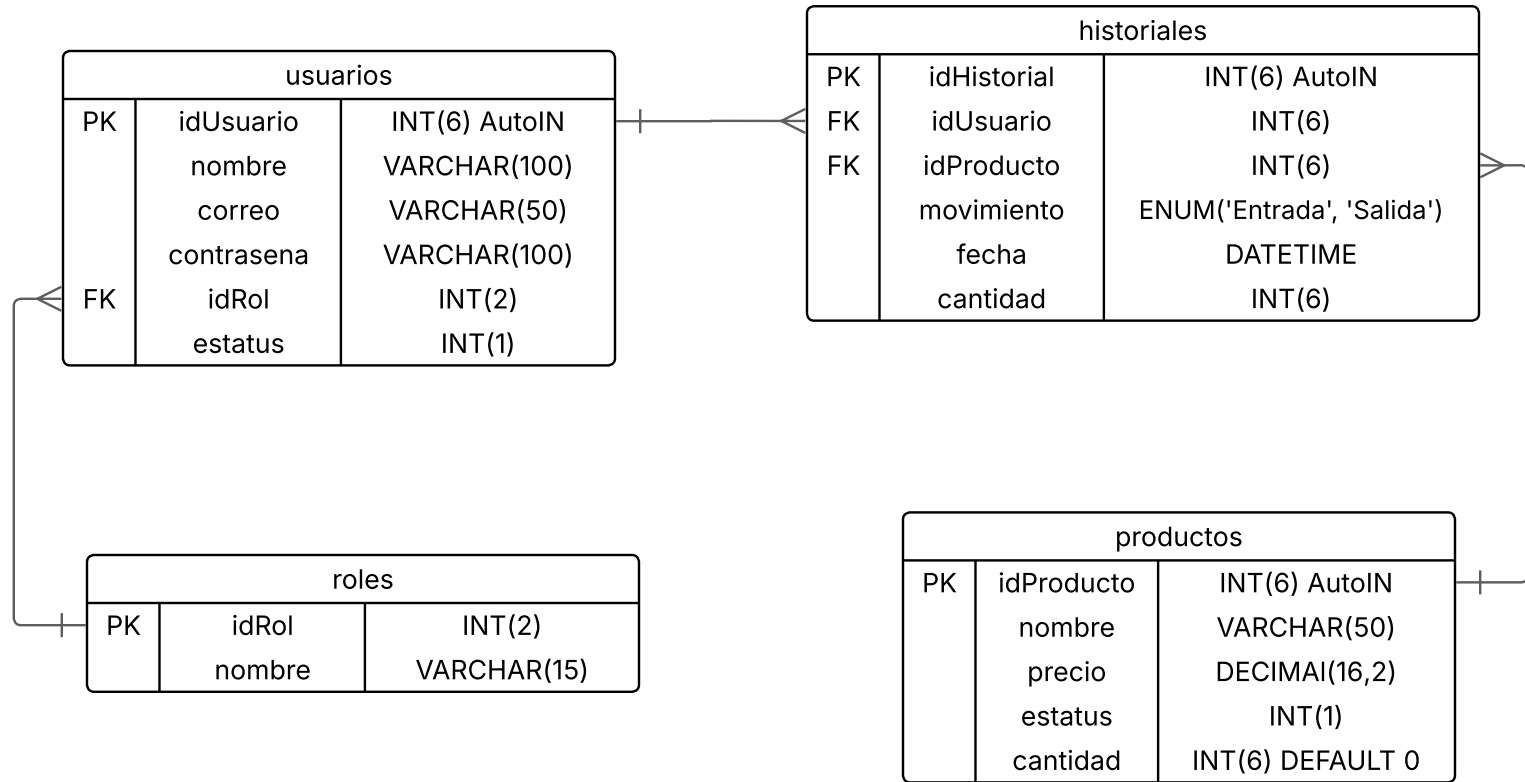 usuarios
PK idUsuario INT(6) AutoIN
nombre VARCHAR(100)
correo VARCHAR(50)
contrasena VARCHAR(100)
FK idRol INT(2)
estatus INT(1)
historiales
PK idHistorial INT(6) AutoIN
FK idUsuario INT(6)
FK idProducto INT(6)
movimiento ENUM('Entrada', 'Salida')
fecha DATETIME
cantidad INT(6)
roles
PK idRol INT(2)
nombre VARCHAR(15)
productos
PK idProducto INT(6) AutoIN
nombre VARCHAR(50)
precio DECIMAl(16,2)
estatus INT(1)
cantidad INT(6) DEFAULT 0